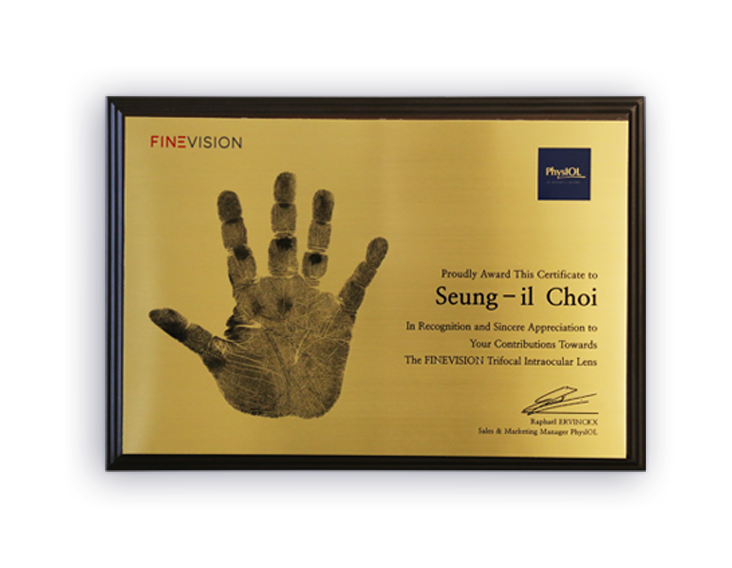 FINEVISION
PhysIOL
Proudly Award This Certificate to
Seung-il Choi
In Recognition and Sincere Appreciation to
Your Contributions Towards
The FINEVISION Trifocal Intraocular Lens
Raphaël ERVINCKX
Sales & Marketing Manager PhysIOL